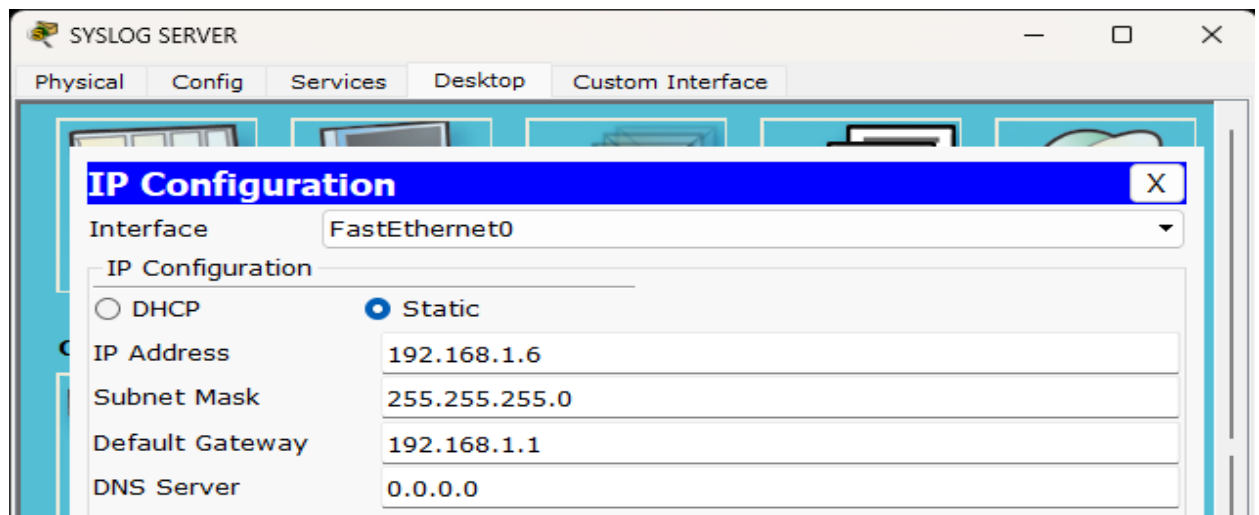 SYSLOG SERVER
Physical Config Services Desktop Custom Interface
IP Configuration X
Interface FastEthernet0
IP Configuration
DHCP Static
IP Address 192.168.1.6
Subnet Mask 255.255.255.0
Default Gateway 192.168.1.1
DNS Server 0.0.0.0